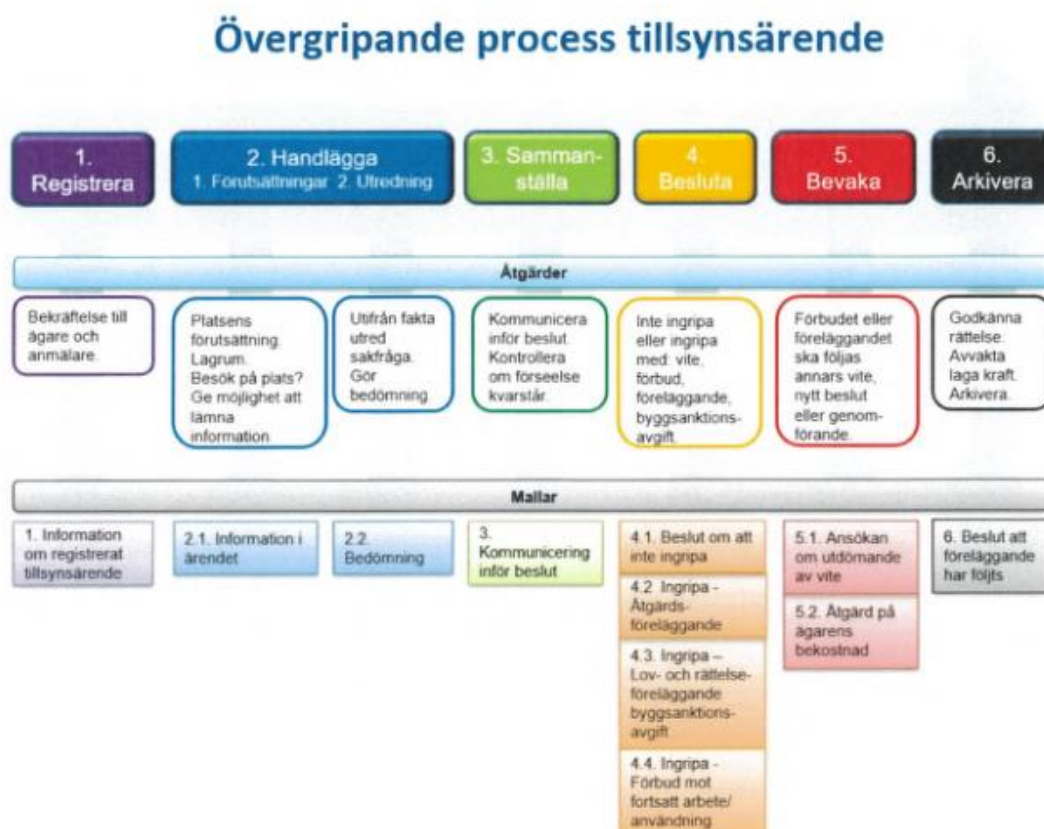 Övergripande process tillsynsärende
1.
Registrera
2. Handlägga
1. Förutsättningar 2. Utredning
3. Samman-
ställa
4.
Besluta
5.
Bevaka
6.
Arkivera
Åtgärder
Bekräftelse till
ägare och
anmälare.
Platsens
förutsättning.
Lagrum.
Besök på plats?
Ge möjlighet att
lämna
information
Utifrån fakta
utred
sakfråga.
Gör
bedömning
Kommunicera
inför beslut.
Kontrollera
om förseelse
kvarstår.
Inte ingripa
eller ingripa
med: vite,
förbud,
föreläggande,
byggsanktions-
avgift.
Förbudet eller
föreläggandet
ska följas
annars vite,
nytt beslut
eller genom-
förande.
Godkänna
rättelse.
Avvakta
laga kraft.
Arkivera.
Mallar
1. Information
om registrerat
tillsynsärende
2.1. Information i
ärendet
2.2.
Bedömning
3.
Kommunicering
inför beslut
4.1. Beslut om att
inte ingripa
4.2. Ingripa -
Åtgärds-
föreläggande
4.3. Ingripa –
Lov- och rättelse-
föreläggande
byggsanktions-
avgift
4.4. Ingripa -
Förbud mot
fortsatt arbete/
användning
5.1. Ansökan
om utdömande
av vite
5.2. Åtgärd på
ägarens
bekostnad
6. Beslut att
föreläggande
har följts